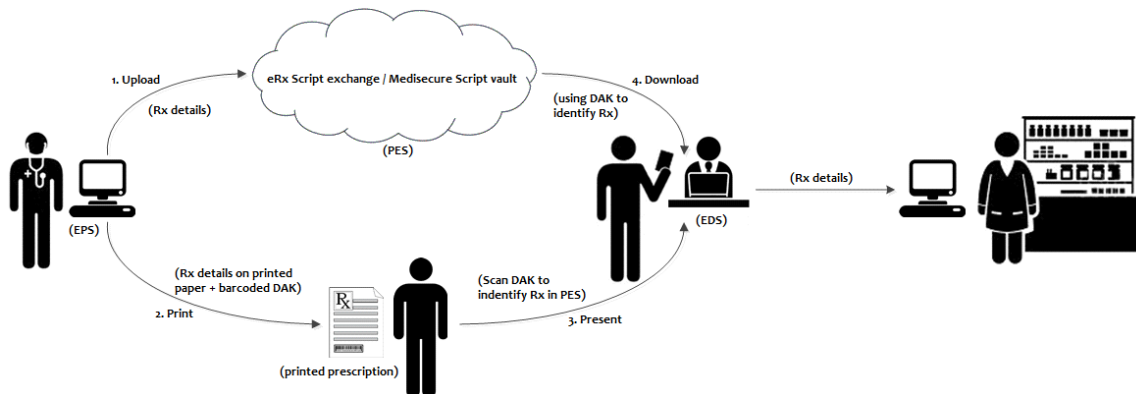 1. Upload
(Rx details)
eRx Script exchange / Medisecure Script vault
(PES)
4. Download
(using DAK to
identify Rx)
(EPS)
(EDS)
(Rx details)
(Rx details on printed
paper + barcoded DAK)
2. Print
Rx
(printed prescription)
(Scan DAK to
indentify Rx in PES)
3. Present